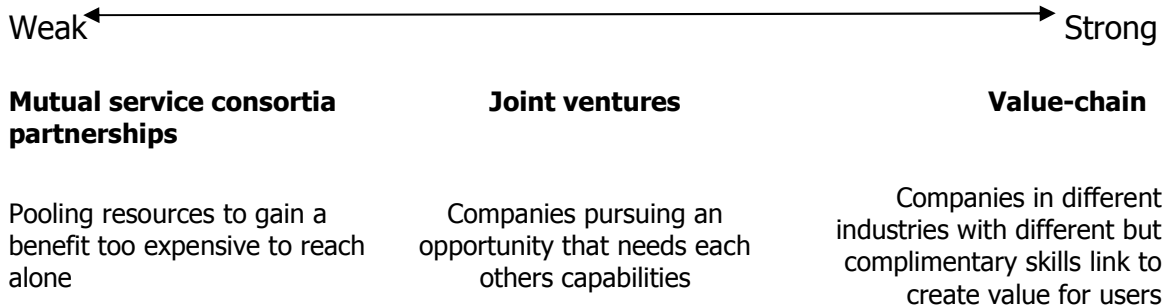 Weak
Strong
Mutual service consortia
partnerships
Joint ventures
Value-chain
Pooling resources to gain a
benefit too expensive to reach
alone
Companies pursuing an
opportunity that needs each
others capabilities
Companies in different
industries with different but
complimentary skills link to
create value for users